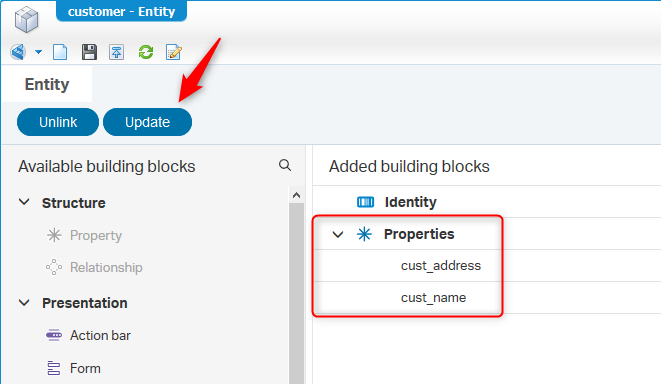 customer - Entity
Entity
Unlink
Update
Available building blocks
Structure
Property
Relationship
Presentation
Action bar
Form
Added building blocks
Identity
Properties
cust_address
cust_name